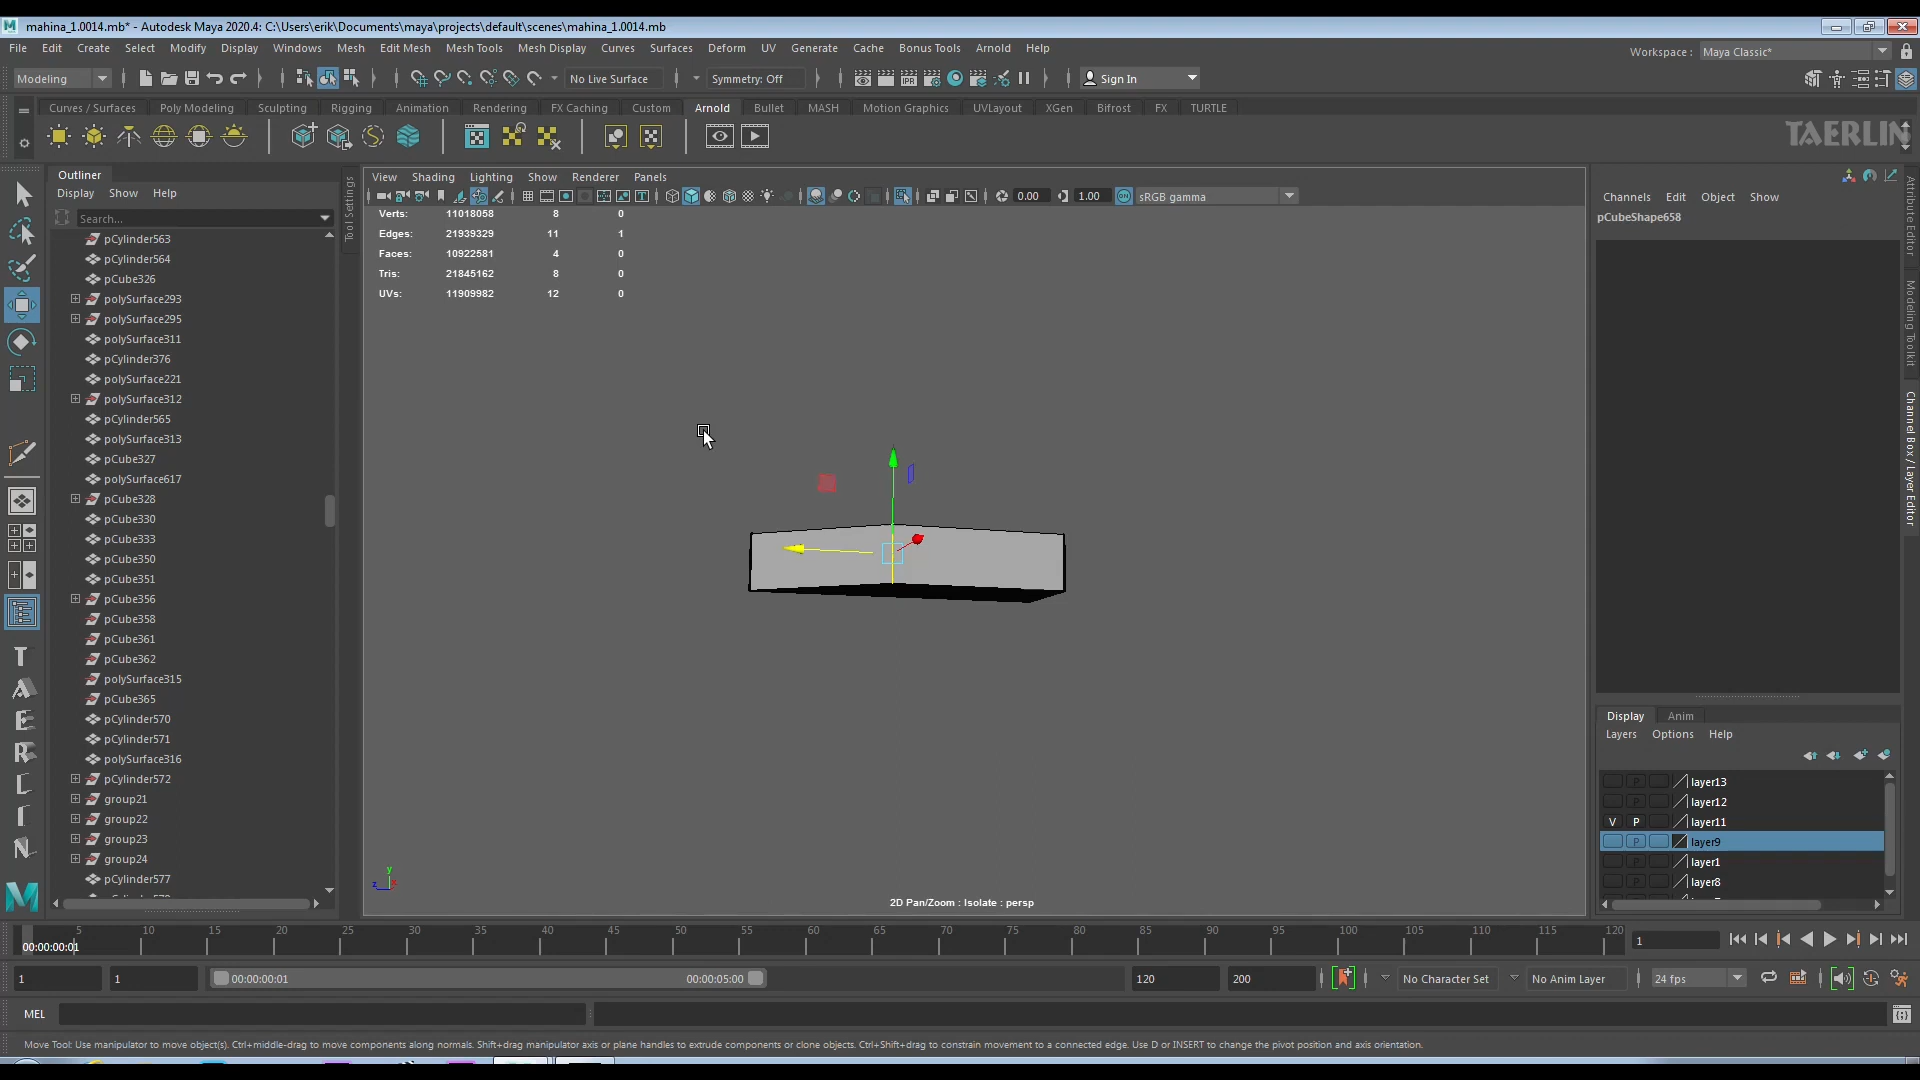 mahina_1.0014.mb* - Autodesk Maya 2020.4: C:\Users\erik\Documents\maya\projects\default\scenes\mahina_1.0014.mb
File Edit Create Select Modify Display Windows Mesh Edit Mesh Mesh Tools Mesh Display Curves Surfaces Deform UV Generate Cache Bonus Tools Arnold Help
Workspace : Maya Classic*
Modeling No Live Surface Symmetry: Off Sign In
Curves / Surfaces Poly Modeling Sculpting Rigging Animation Rendering FX Caching Custom Arnold Bullet MASH Motion Graphics UVLayout XGen Bifrost FX TURTLE
TAERLIN
Outliner
Display Show Help
Search...
pCylinder563
pCylinder564
pCube326
polySurface293
polySurface295
polySurface311
pCylinder376
polySurface221
polySurface312
pCylinder565
polySurface313
pCube327
polySurface617
pCube328
pCube330
pCube333
pCube350
pCube351
pCube356
pCube358
pCube361
pCube362
polySurface315
pCube365
pCylinder570
pCylinder571
polySurface316
pCylinder572
group21
group22
group23
group24
pCylinder577
Tool Settings
View Shading Lighting Show Renderer Panels
0.00 1.00 sRGB gamma
Verts: 11018058 8 0
Edges: 21939329 11 1
Faces: 10922581 4 0
Tris: 21845162 8 0
UVs: 11909982 12 0
y
z x
2D Pan/Zoom : Isolate : persp
Channels Edit Object Show
pCubeShape658
Attribute Editor
Modeling Toolkit
Channel Box / Layer Editor
Display Anim
Layers Options Help
P layer13
P layer12
V P layer11
P layer9
P layer1
P layer8
5 10 15 20 25 30 35 40 45 50 55 60 65 70 75 80 85 90 95 100 105 110 115 120
00:00:00:01
1
1 1 00:00:00:01 00:00:05:00 120 200 No Character Set No Anim Layer 24 fps
MEL
Move Tool: Use manipulator to move object(s). Ctrl+middle-drag to move components along normals. Shift+drag manipulator axis or plane handles to extrude components or clone objects. Ctrl+Shift+drag to constrain movement to a connected edge. Use D or INSERT to change the pivot position and axis orientation.